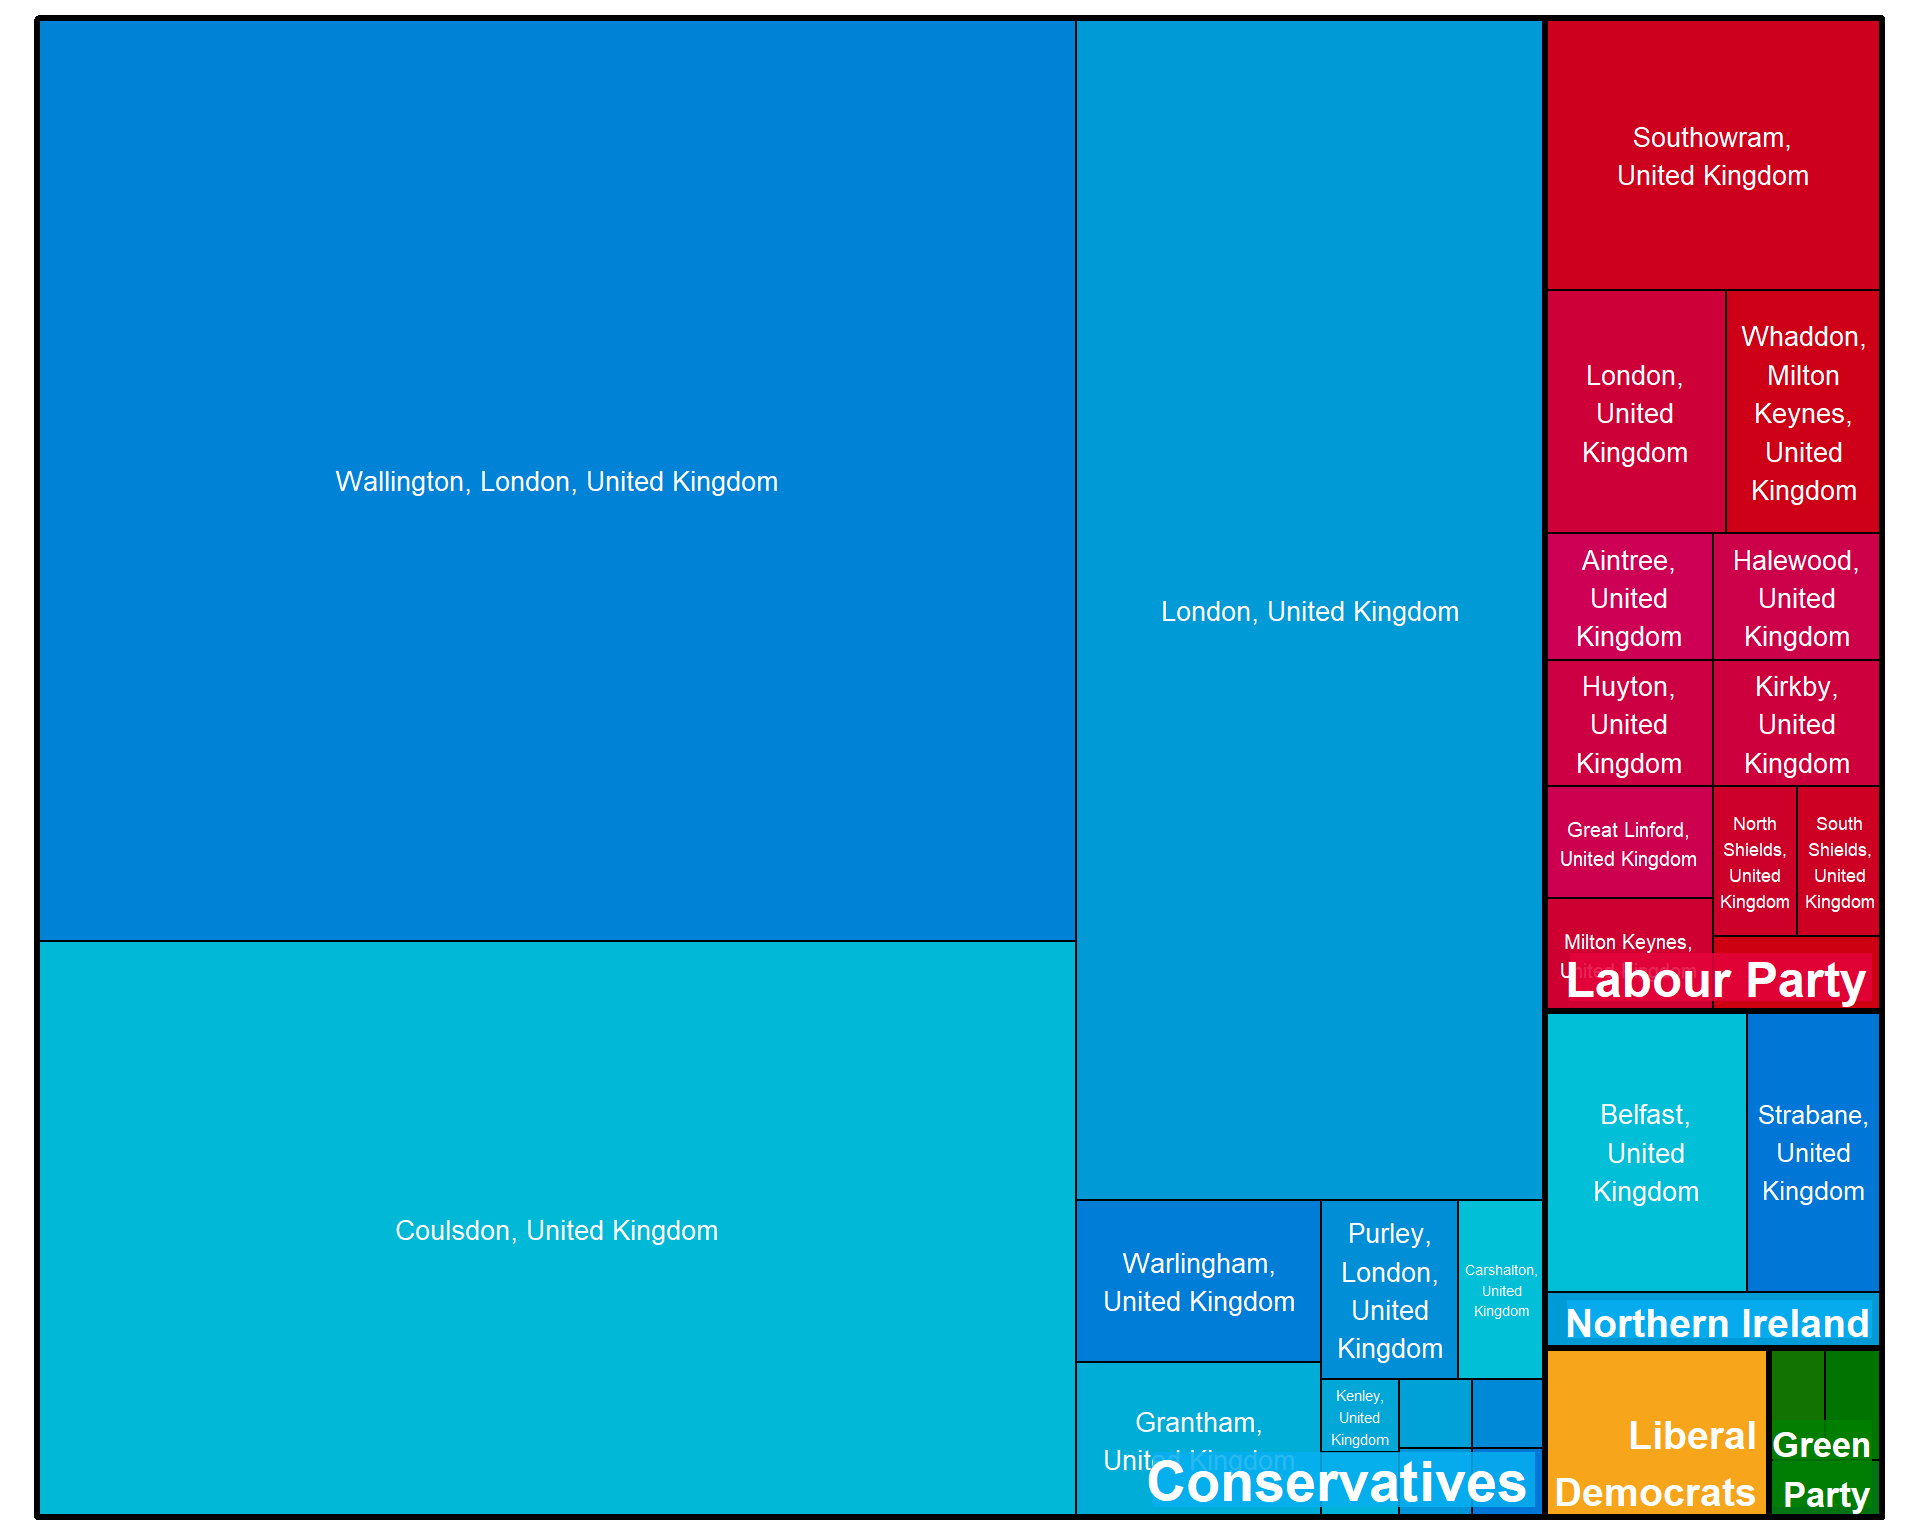 Wallington, London, United Kingdom
Coulsdon, United Kingdom
London, United Kingdom
Warlingham,
United Kingdom
Grantham,
United Kingdom
Purley,
London,
United
Kingdom
Carshalton,
United
Kingdom
Kenley,
United
Kingdom
Conservatives
Southowram,
United Kingdom
London,
United
Kingdom
Whaddon,
Milton
Keynes,
United
Kingdom
Aintree,
United
Kingdom
Halewood,
United
Kingdom
Huyton,
United
Kingdom
Kirkby,
United
Kingdom
Great Linford,
United Kingdom
North
Shields,
United
Kingdom
South
Shields,
United
Kingdom
Milton Keynes,
United Kingdom
Labour Party
Belfast,
United
Kingdom
Strabane,
United
Kingdom
Northern Ireland
Liberal
Democrats
Green
Party